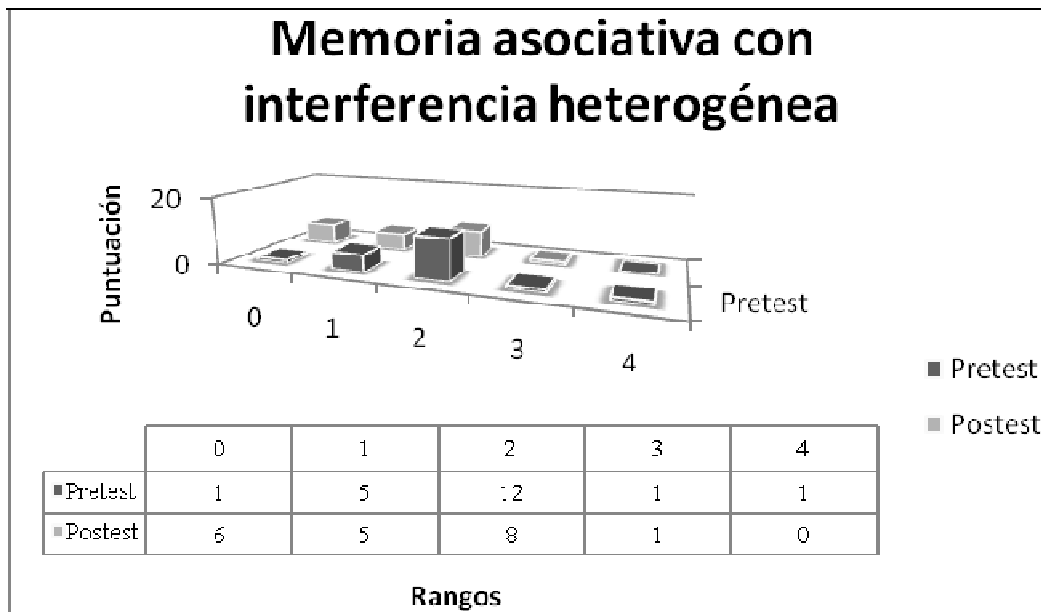 Memoria asociativa con
interferencia heterogénea
Puntuación
20
0
0 1 2 3 4
Pretest
Pretest
Postest
0 1 2 3 4
Pretest 1 5 12 1 1
Postest 6 5 8 1 0
Rangos